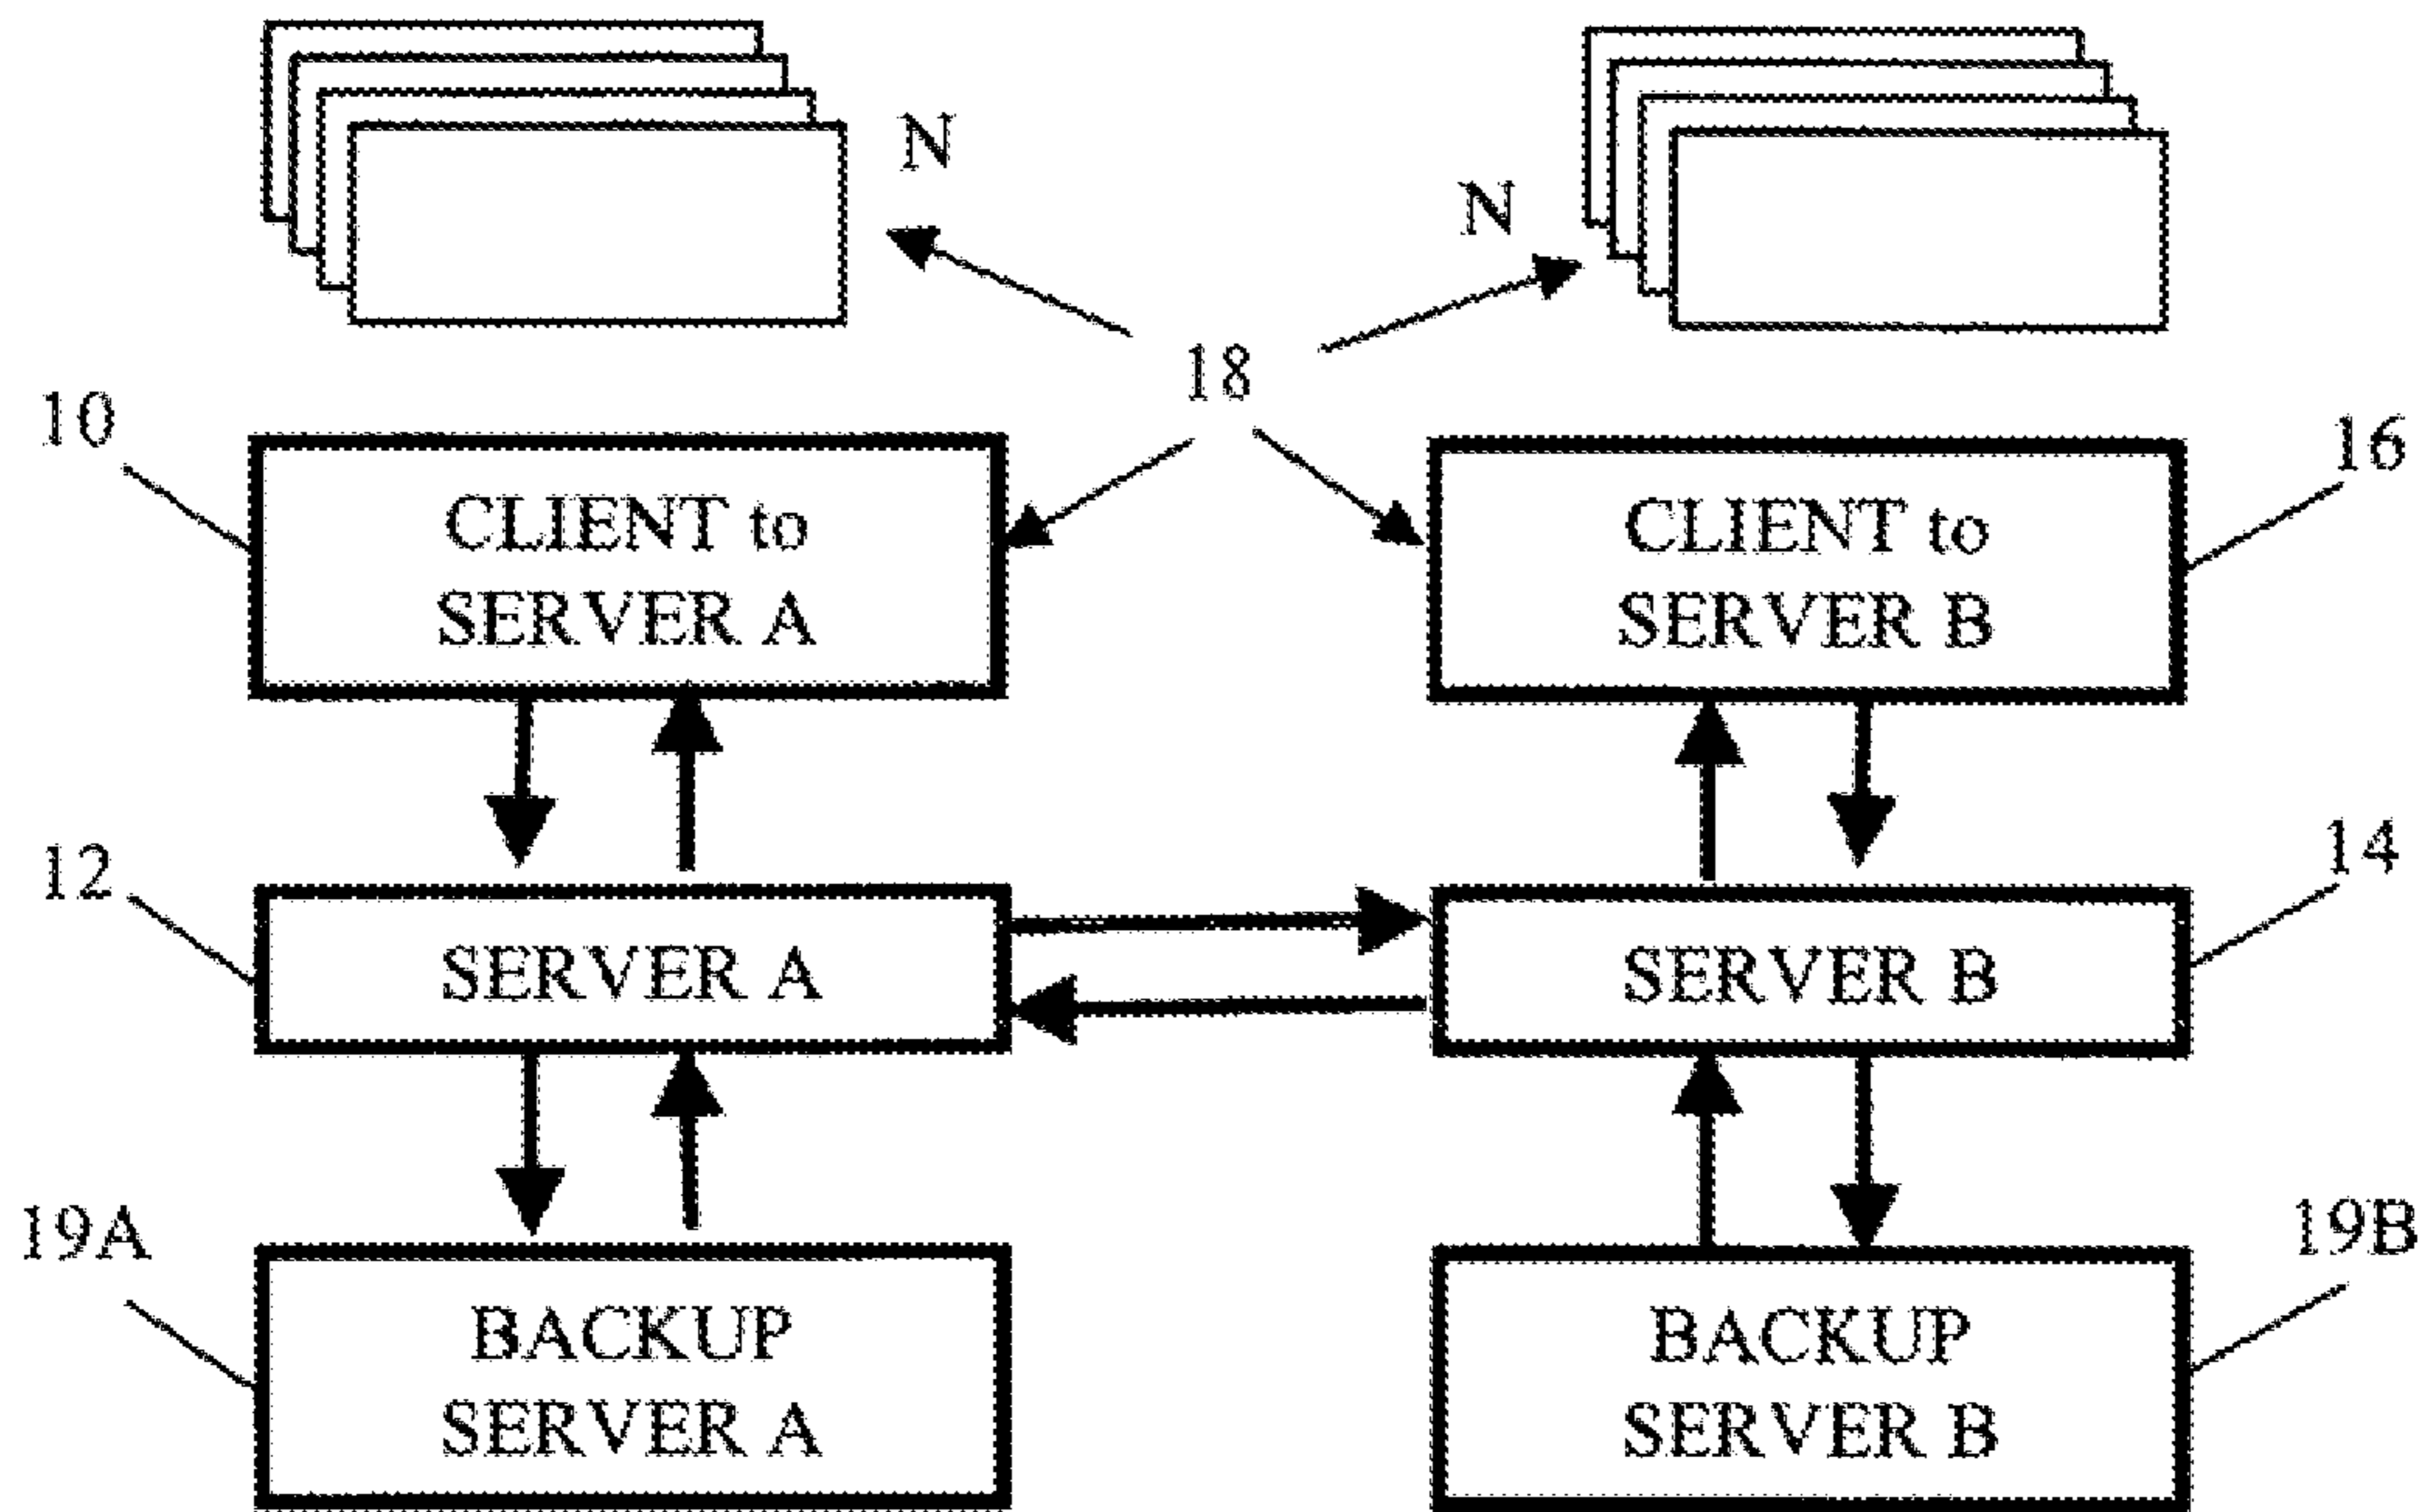 N
N
18
10
16
CLIENT to
SERVER A
CLIENT to
SERVER B
12
14
SERVER A
SERVER B
19A
19B
BACKUP
SERVER A
BACKUP
SERVER B